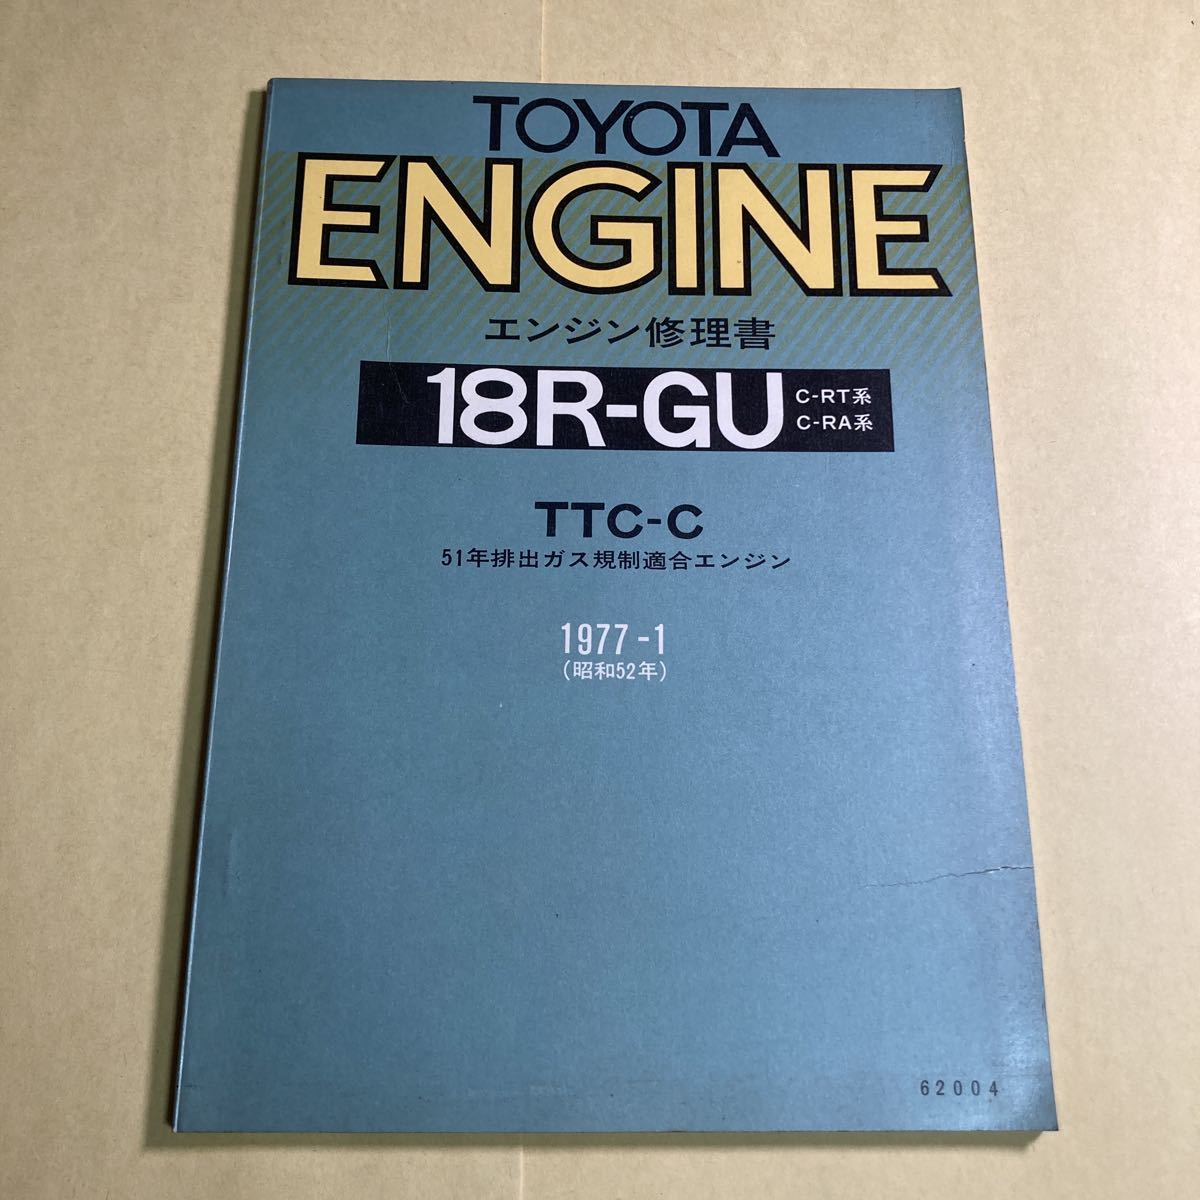 TOYOTA
ENGINE
エンジン修理書
18R-GU C-RT系
C-RA系
TTC-C
51年排出ガス規制適合エンジン
1977-1
(昭和52年)
62004